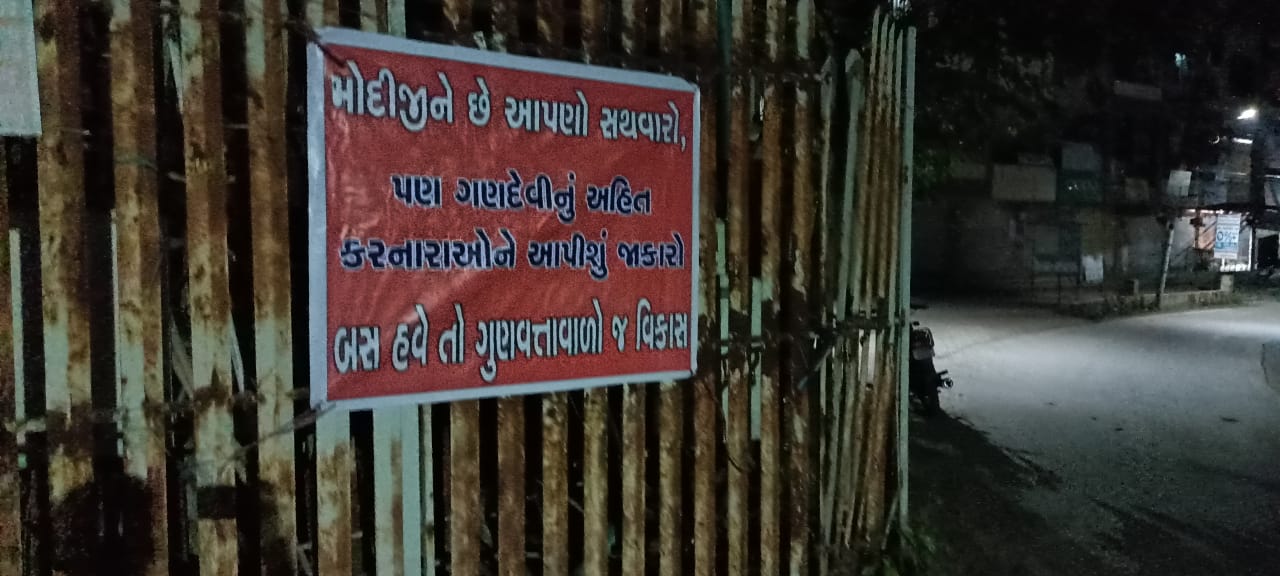 મોદીજીને છે આપણો સથવારો,
પણ ગણદેવીનું અહિત
કરનારાઓને આપીશું જાકારો
બસ હવે તો ગુણવત્તાવાળો જ વિકાસ